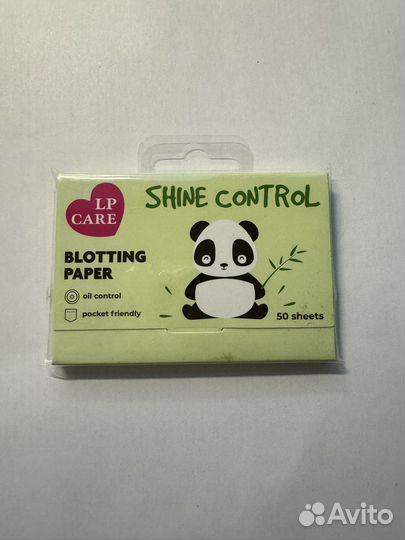 LP
CARE
SHINE CONTROL
BLOTTING
PAPER
oil control
pocket friendly
50 sheets
Avito